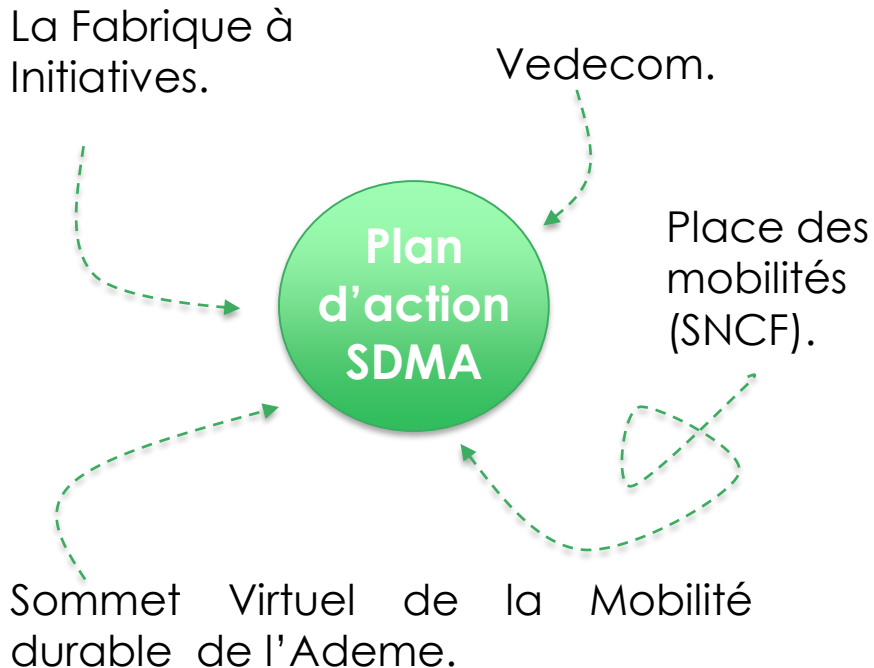 La Fabrique à
Initiatives.
Vedecom.
Plan
d’action
SDMA
Place des
mobilités
(SNCF).
Sommet Virtuel de la Mobilité
durable de l’Ademe.